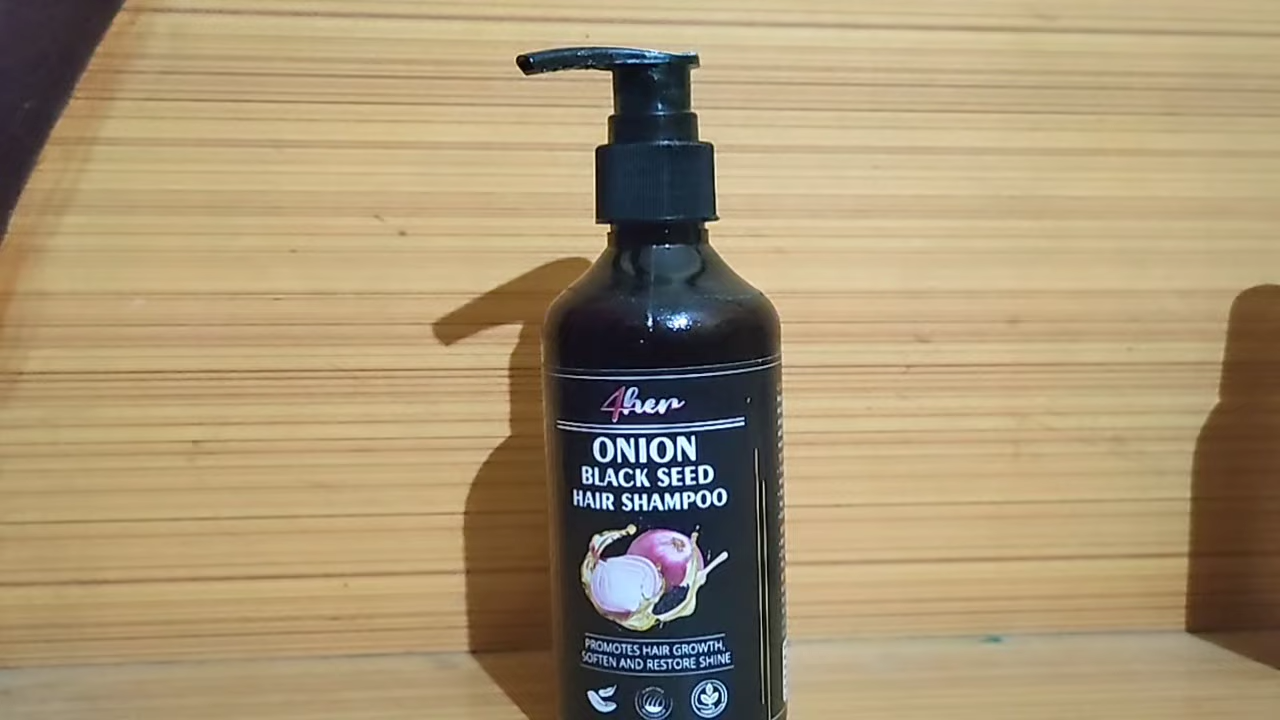 4her
ONION
BLACK SEED
HAIR SHAMPOO
PROMOTES HAIR GROWTH,
SOFTEN AND RESTORE SHINE